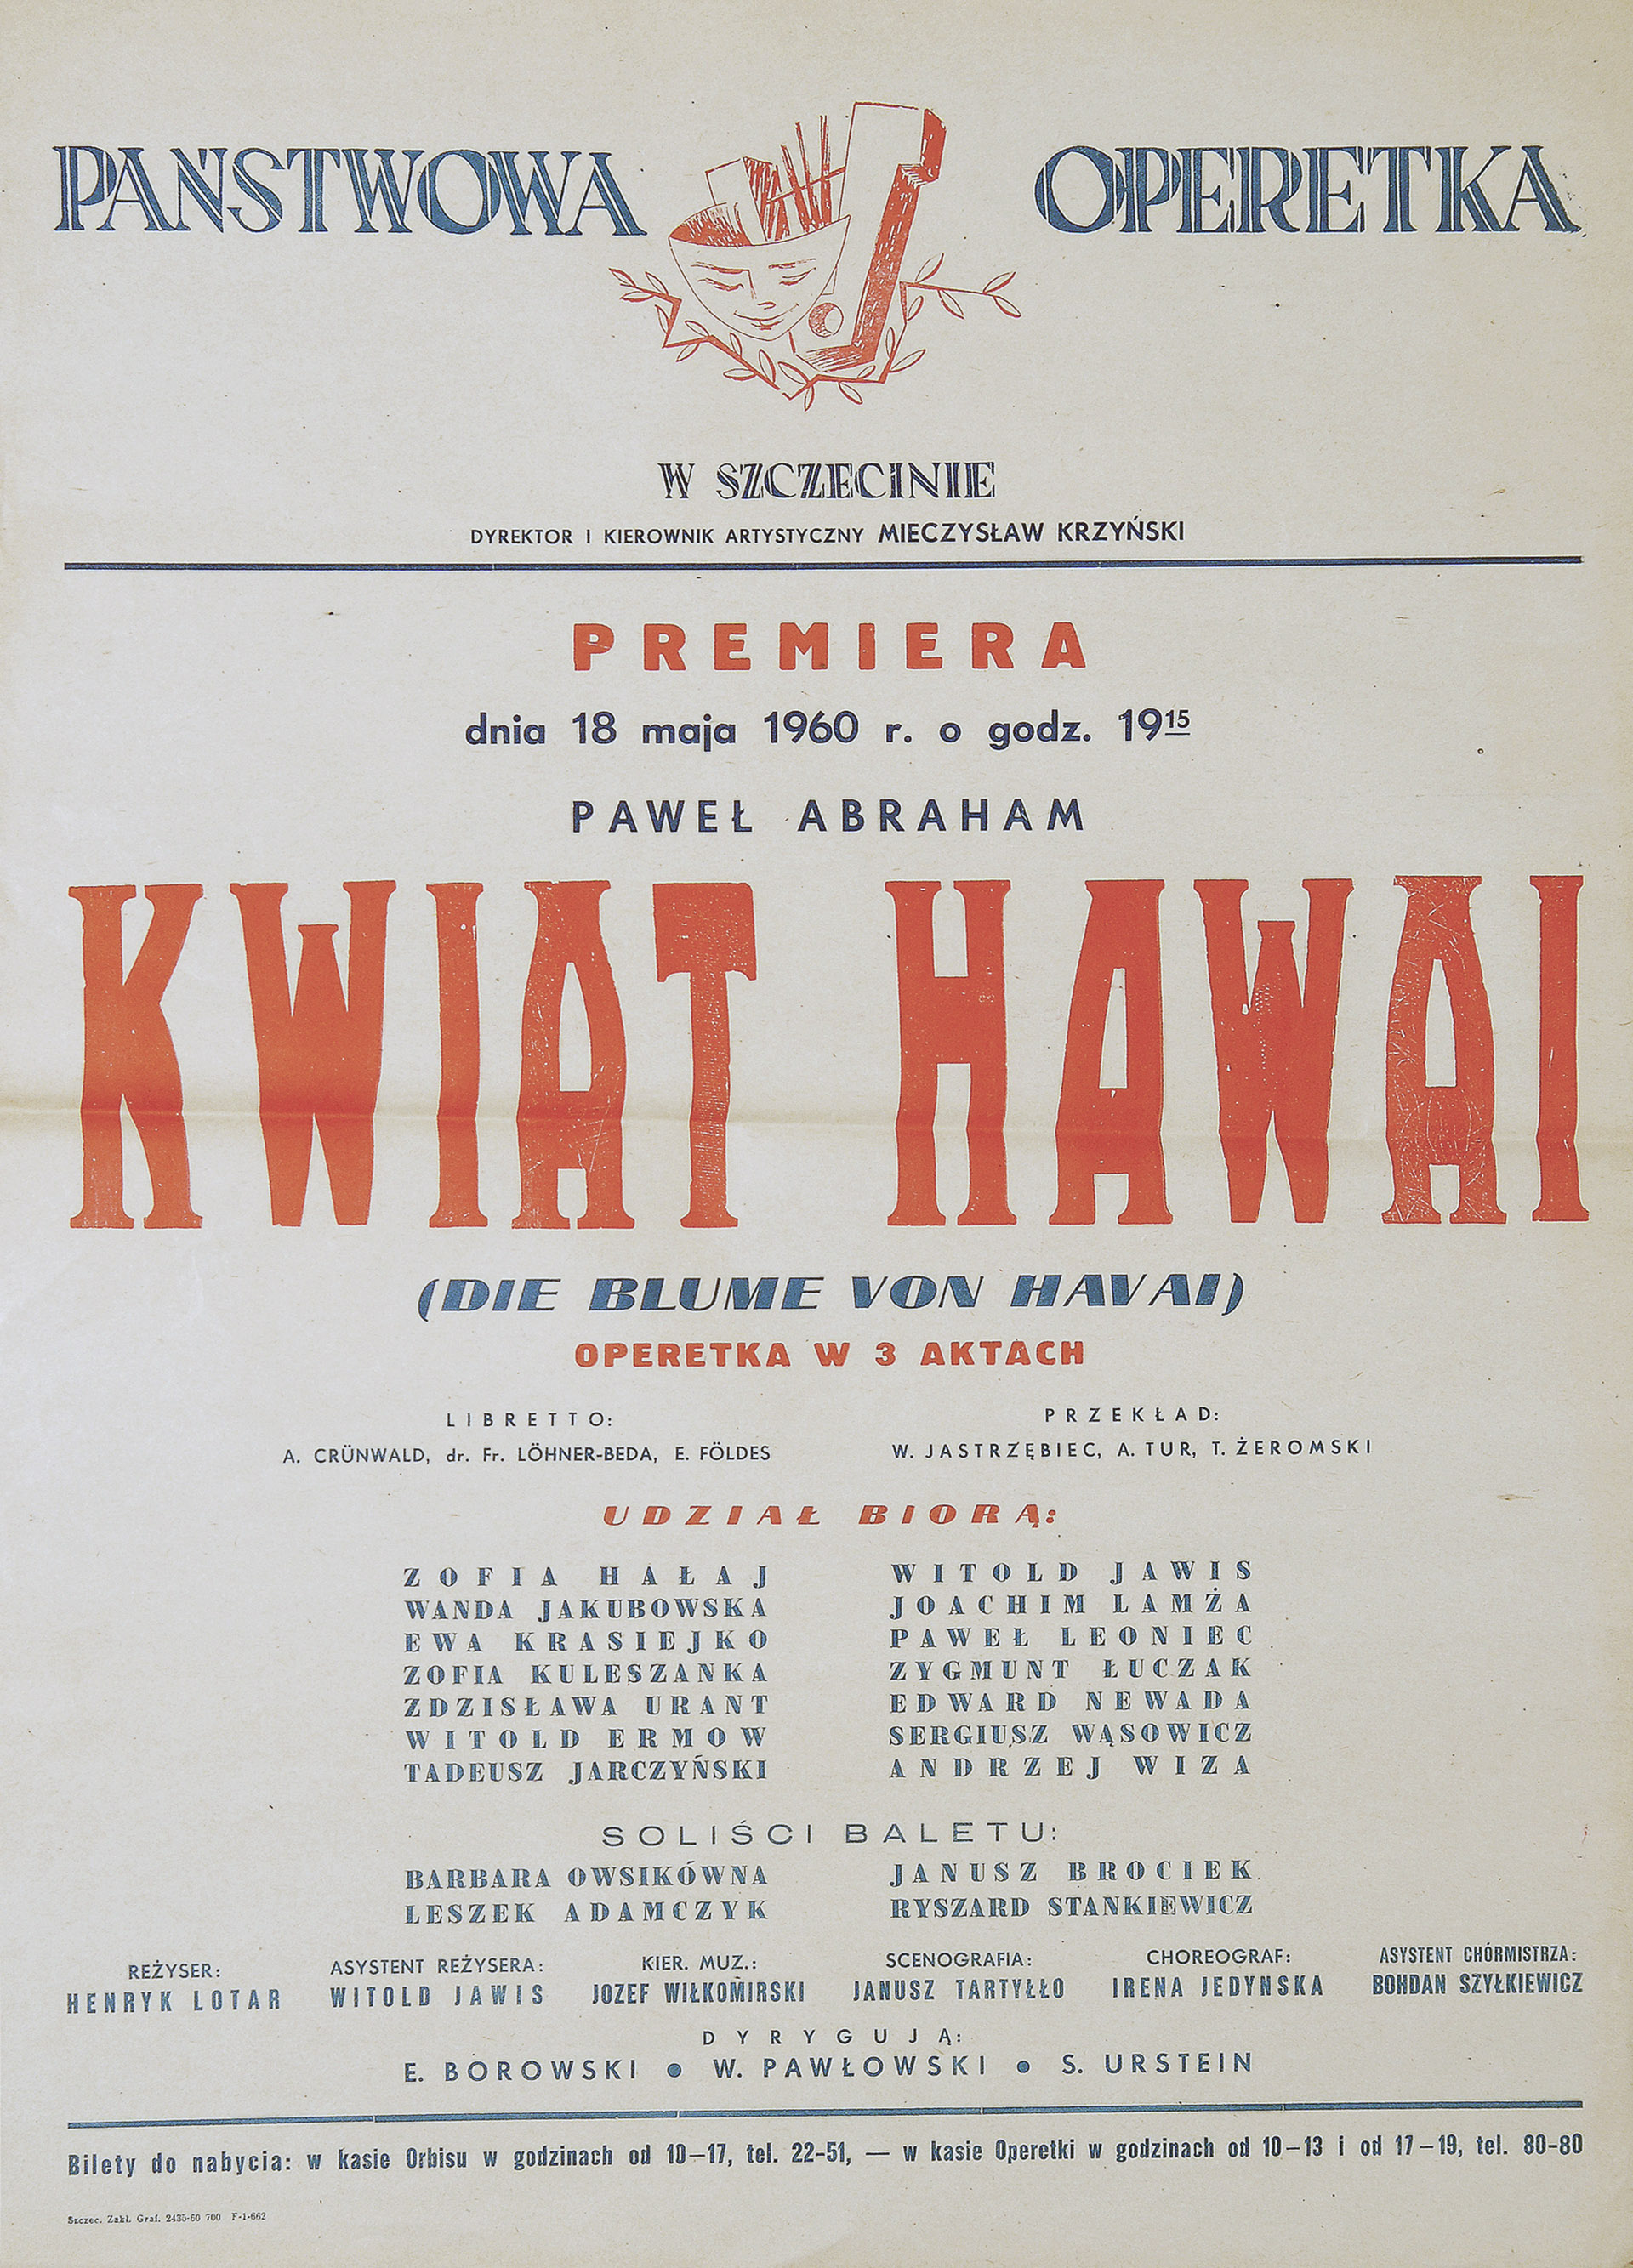 PAŃSTWOWA OPERETKA
W SZCZECINIE
DYREKTOR I KIEROWNIK ARTYSTYCZNY MIECZYSŁAW KRZYŃSKI
PREMIERA
dnia 18 maja 1960 r. o godz. 19 15
PAWEŁ ABRAHAM
KWIAT HAWAI
(DIE BLUME VON HAVAI)
OPERETKA W 3 AKTACH
LIBRETTO:
A. CRÜNWALD, dr. Fr. LÖHNER-BEDA, E. FÖLDES
PRZEKŁAD:
W. JASTRZĘBIEC, A. TUR, T. ŻEROMSKI
UDZIAŁ BIORĄ:
ZOFIA HAŁAJ
WANDA JAKUBOWSKA
EWA KRASIEJKO
ZOFIA KULESZANKA
ZDZISŁAWA URANT
WITOLD ERMOW
TADEUSZ JARCZYŃSKI
WITOLD JAWIS
JOACHIM LAMŻA
PAWEŁ LEONIEC
ZYGMUNT ŁUCZAK
EDWARD NEWADA
SERGIUSZ WĄSOWICZ
ANDRZEJ WIZA
SOLIŚCI BALETU:
BARBARA OWSIKÓWNA
LESZEK ADAMCZYK
JANUSZ BROCIEK
RYSZARD STANKIEWICZ
REŻYSER:
HENRYK LOTAR
ASYSTENT REŻYSERA:
WITOLD JAWIS
KIER. MUZ.:
JOZEF WIŁKOMIRSKI
SCENOGRAFIA:
JANUSZ TARTYŁŁO
CHOREOGRAF:
IRENA JEDYNSKA
ASYSTENT CHÓRMISTRZA:
BOHDAN SZYŁKIEWICZ
DYRYGUJĄ:
E. BOROWSKI • W. PAWŁOWSKI • S. URSTEIN
Bilety do nabycia: w kasie Orbisu w godzinach od 10–17, tel. 22-51, — w kasie Operetki w godzinach od 10–13 i od 17–19, tel. 80-80
Szczec. Zakł. Graf. 2435-60 700 F-1-662